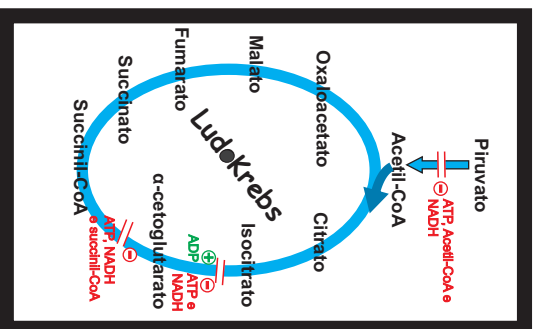 Piruvato
⊖ ATP, Acetil-CoA e
NADH
Acetil-CoA
Oxaloacetato
Citrato
Malato
Isocitrato
Fumarato
LudoKrebs
⊕
ADP
⊖
ATP e
NADH
α-cetoglutarato
Succinato
⊖
ATP, NADH
e succinil-CoA
Succinil-CoA